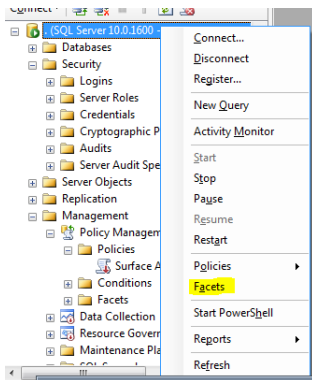 Connect
. (SQL Server 10.0.1600 -
Databases
Security
Logins
Server Roles
Credentials
Cryptographic P
Audits
Server Audit Spe
Server Objects
Replication
Management
Policy Managem
Policies
Surface A
Conditions
Facets
Data Collection
Resource Govern
Maintenance Pla
SQL S
Connect...
Disconnect
Register...
New Query
Activity Monitor
Start
Stop
Pause
Resume
Restart
Policies
Facets
Start PowerShell
Reports
Refresh